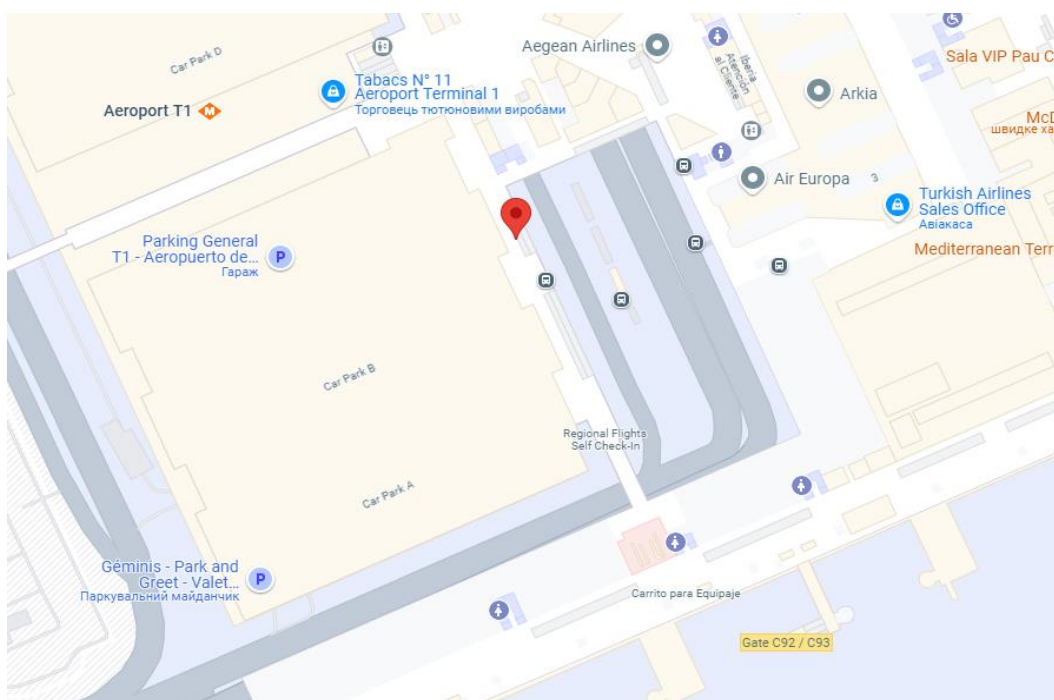 Car Park D
Aeroport T1
M
Tabacs N° 11
Aeroport Terminal 1
Торговець тютюновими виробами
Aegean Airlines
Iberia
Atención
al Cliente
Sala VIP Pau C
Arkia
McD
швидке ха
Air Europa
3
Turkish Airlines
Sales Office
Авіакаса
Mediterranean Terr
Parking General
T1 - Aeropuerto de...
Гараж
P
Car Park B
Regional Flights
Self Check-In
Car Park A
Géminis - Park and
Greet - Valet...
Паркувальний майданчик
P
Carrito para Equipaje
Gate C92 / C93